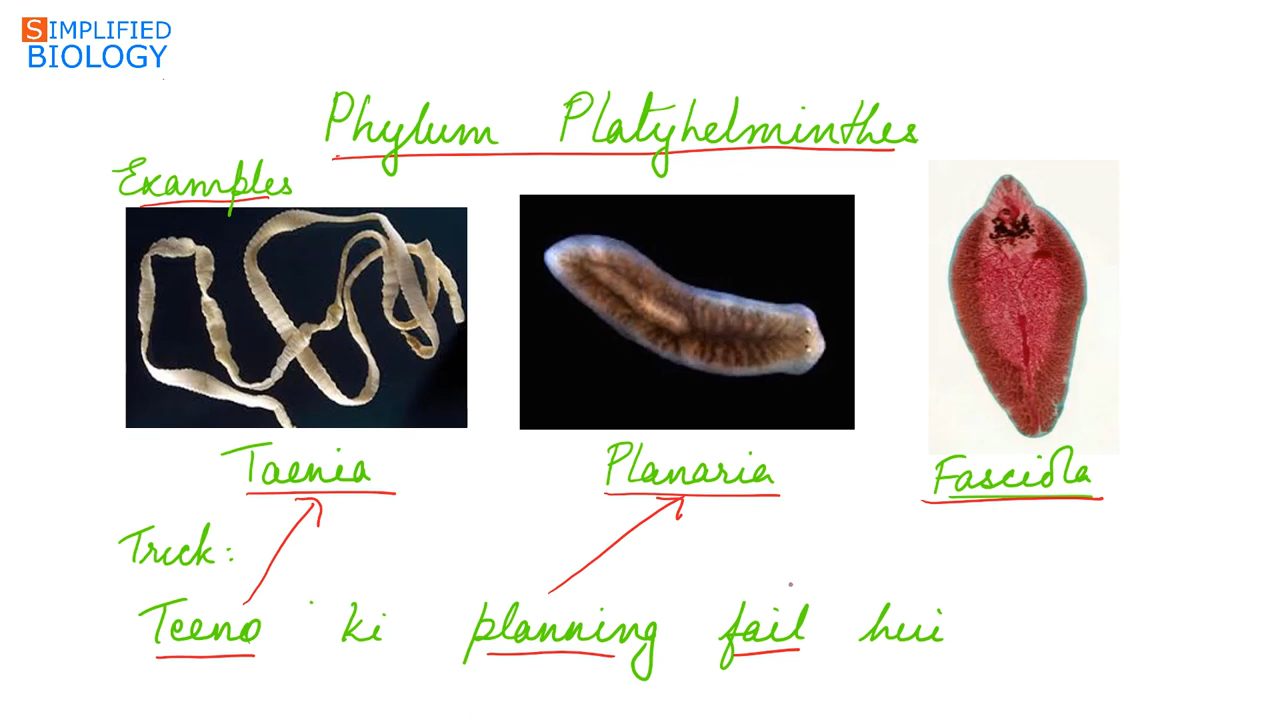 SIMPLIFIED
BIOLOGY
Phylum Platyhelminthes
Examples
Taenia Planaria Fasciola
Trick:
Teeno ki planning fail hui